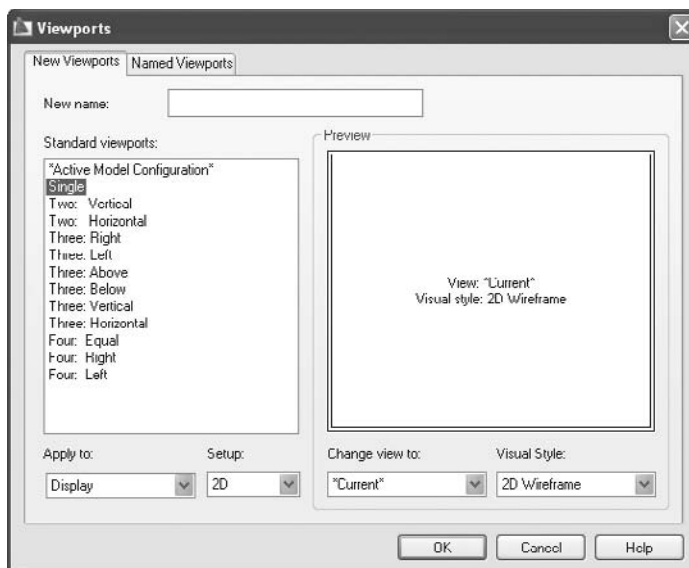 Viewports
New Viewports
Named Viewports
New name:
Standard viewports:
*Active Model Configuration*
Single
Two: Vertical
Two: Horizontal
Three: Right
Three: Left
Three: Above
Three: Below
Three: Vertical
Three: Horizontal
Four: Equal
Four: Right
Four: Left
Preview
View: *Current*
Visual style: 2D Wireframe
Apply to:
Setup:
Change view to:
Visual Style:
Display
2D
*Current*
2D Wireframe
OK
Cancel
Help